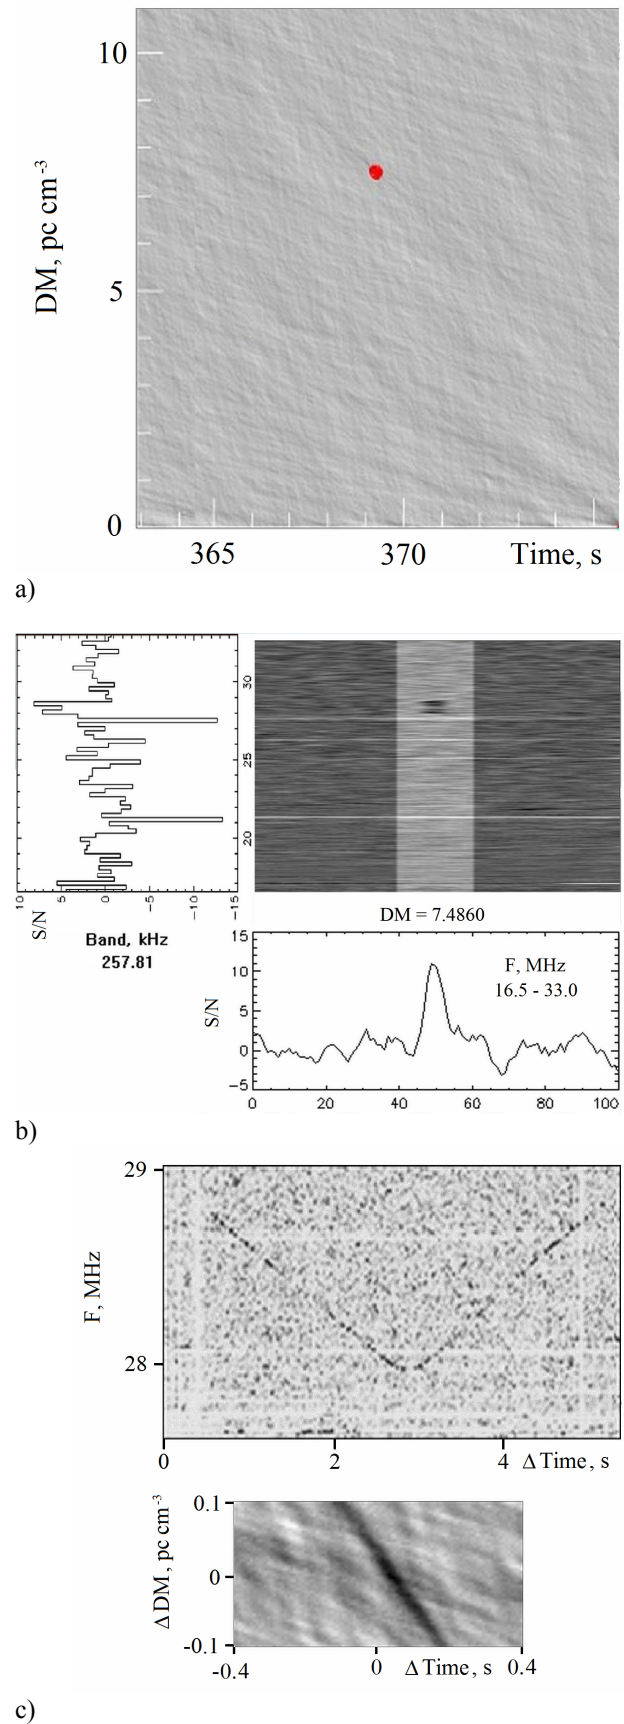 10
DM, pc cm-3
5
0
365 370 Time, s
a)
30
25
20
10 5 0 -5 -10 -15
S/N
Band, kHz
257.81
DM = 7.4860
15
10
5
0
-5
S/N
F, MHz
16.5 - 33.0
0 20 40 60 80 100
b)
29
F, MHz
28
0 2 4 Δ Time, s
0.1
Δ DM, pc cm-3
0
-0.1
-0.4 0 Δ Time, s 0.4
c)